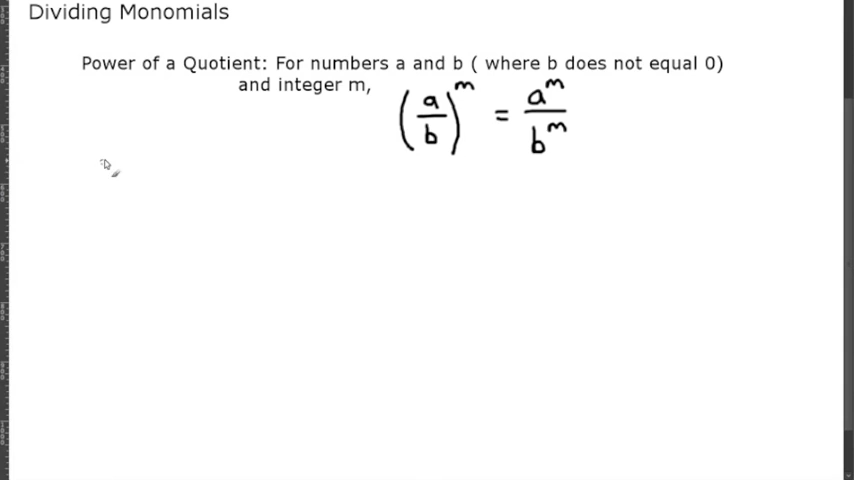 Dividing Monomials
Power of a Quotient: For numbers a and b ( where b does not equal 0)
and integer m, (a/b)^m = a^m/b^m